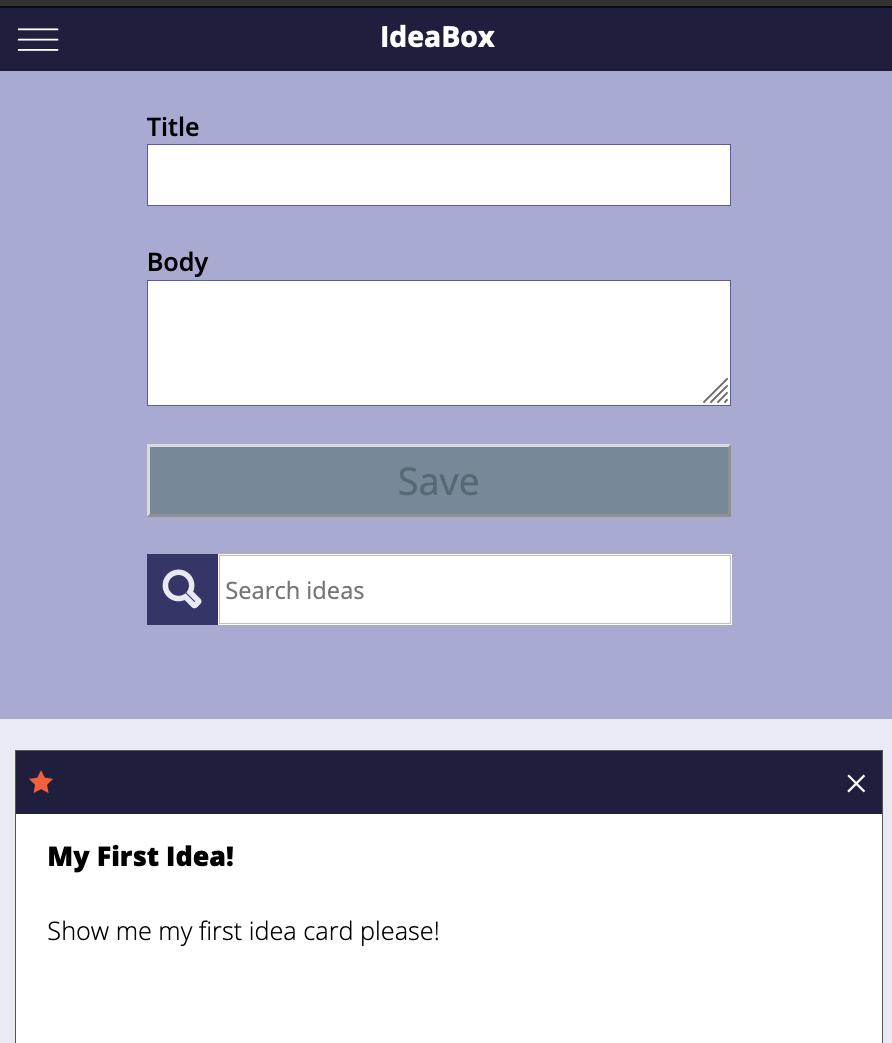 IdeaBox
Title
Body
Save
Search ideas
My First Idea!
Show me my first idea card please!